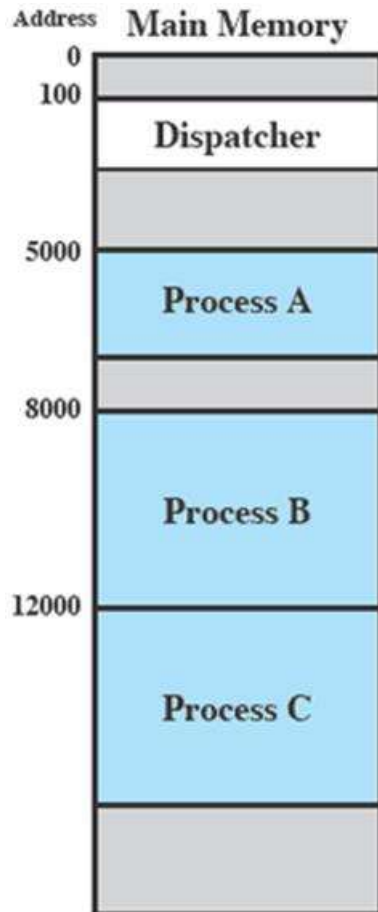 Address Main Memory
0
100
Dispatcher
5000
Process A
8000
Process B
12000
Process C